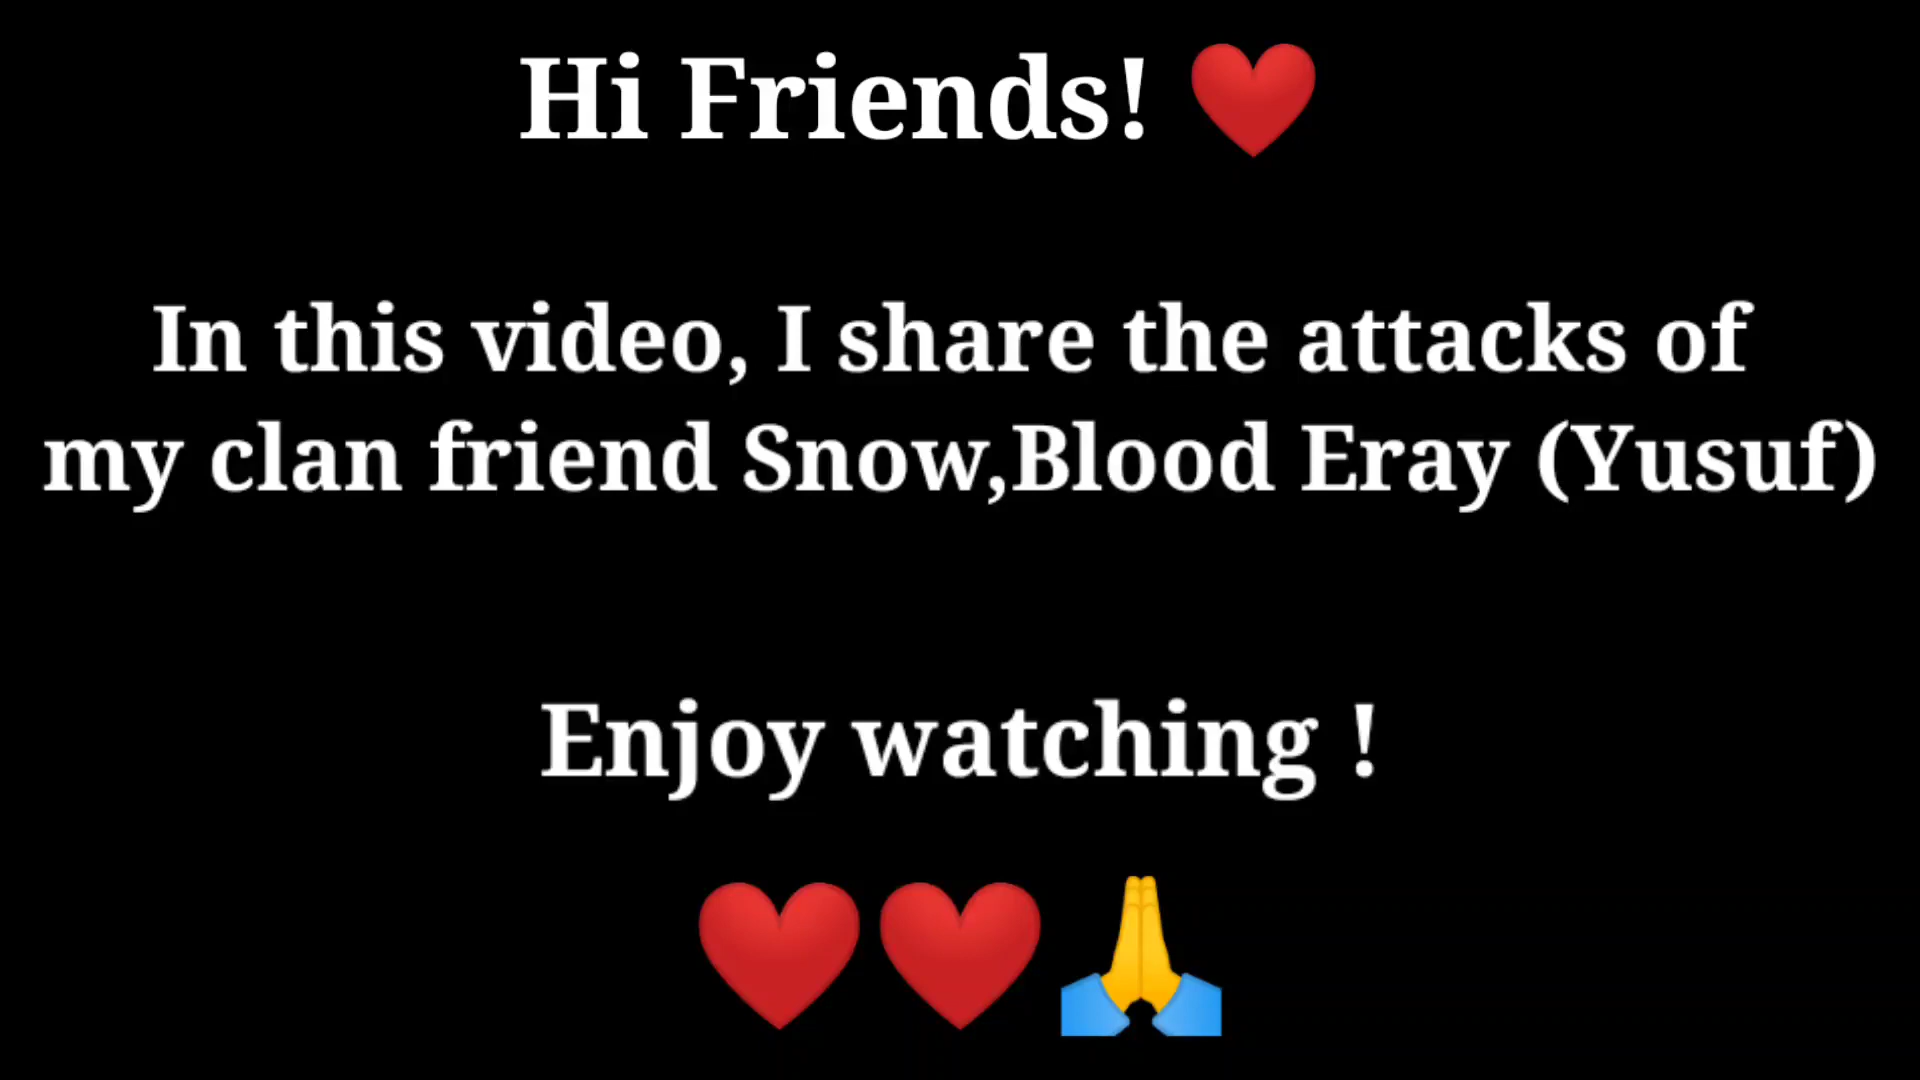 Hi Friends! ❤️
In this video, I share the attacks of
my clan friend Snow,Blood Eray (Yusuf)
Enjoy watching !
❤️❤️🙏